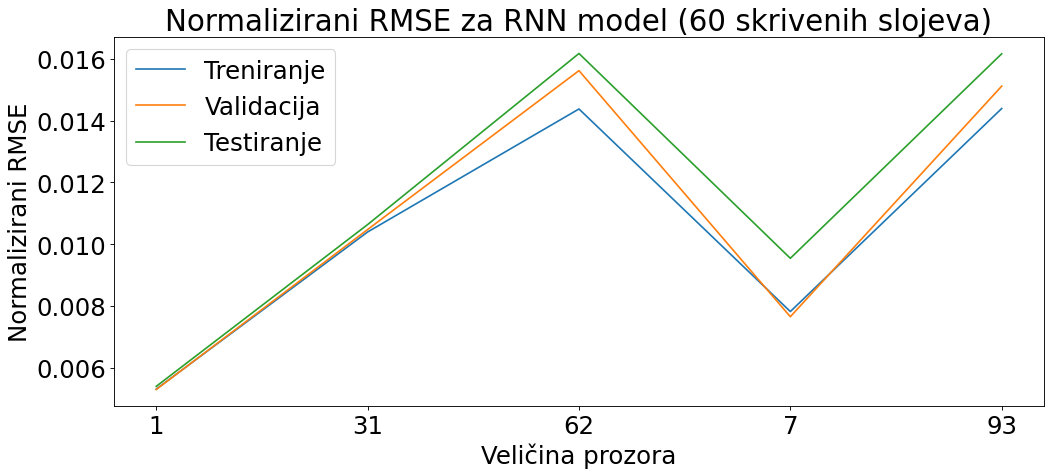 Normalizirani RMSE za RNN model (60 skrivenih slojeva)
Treniranje
Validacija
Testiranje
Normalizirani RMSE
0.016
0.014
0.012
0.010
0.008
0.006
1 31 62 7 93
Veličina prozora